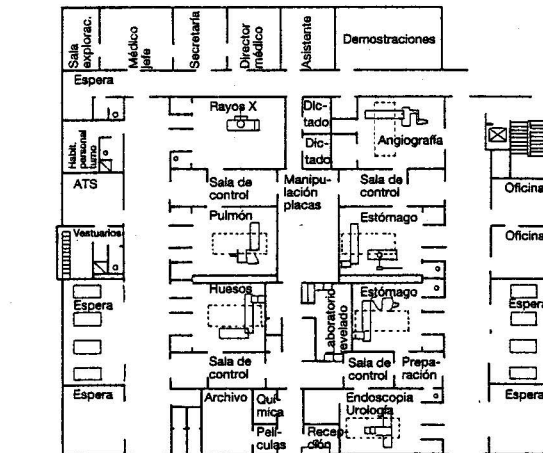 Sala
explorac.
Médico
jefe
Secretaría
Director
médico
Asistente
Demostraciones
Espera
Rayos X
Dic-
tado
Dic-
tado
Angiografía
Habit.
personal
turno
ATS
Sala de
control
Manipu-
lación
placas
Sala de
control
Oficina
Pulmón
Estómago
Vestuarios
Oficina
Huesos
Laboratorio
revelado
Estómago
Espera
Espera
Sala de
control
Sala de
control
Prepa-
ración
Espera
Archivo
Quí-
mica
Endoscopia
Urología
Espera
Pelí-
culas
Recep-
ción